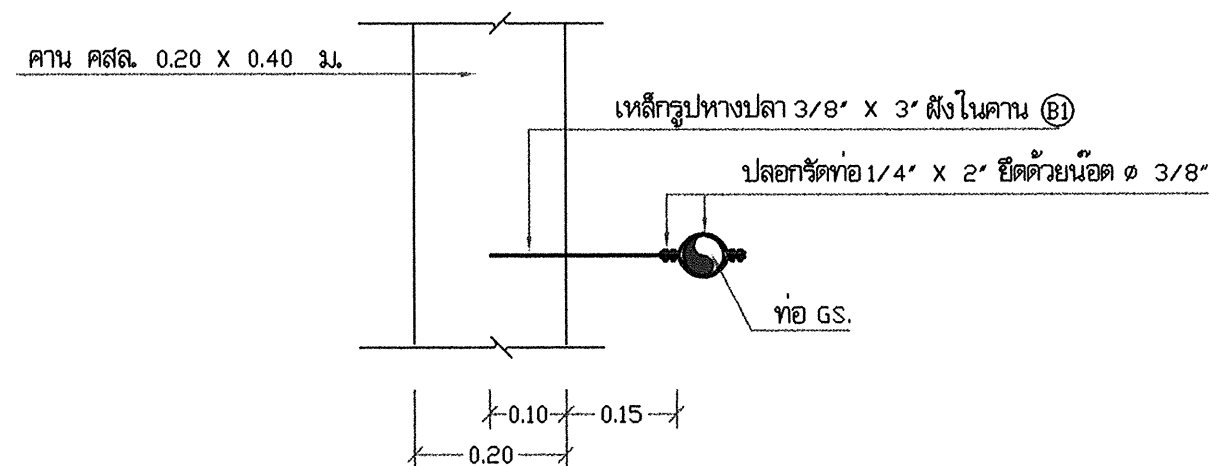 คาน คสล. 0.20 X 0.40 ม.
เหล็กรูปหางปลา 3/8" X 3" ฝังในคาน B1
ปลอกรัดท่อ 1/4" X 2" ยึดด้วยน๊อต ø 3/8"
ท่อ GS.
0.10 0.15
0.20